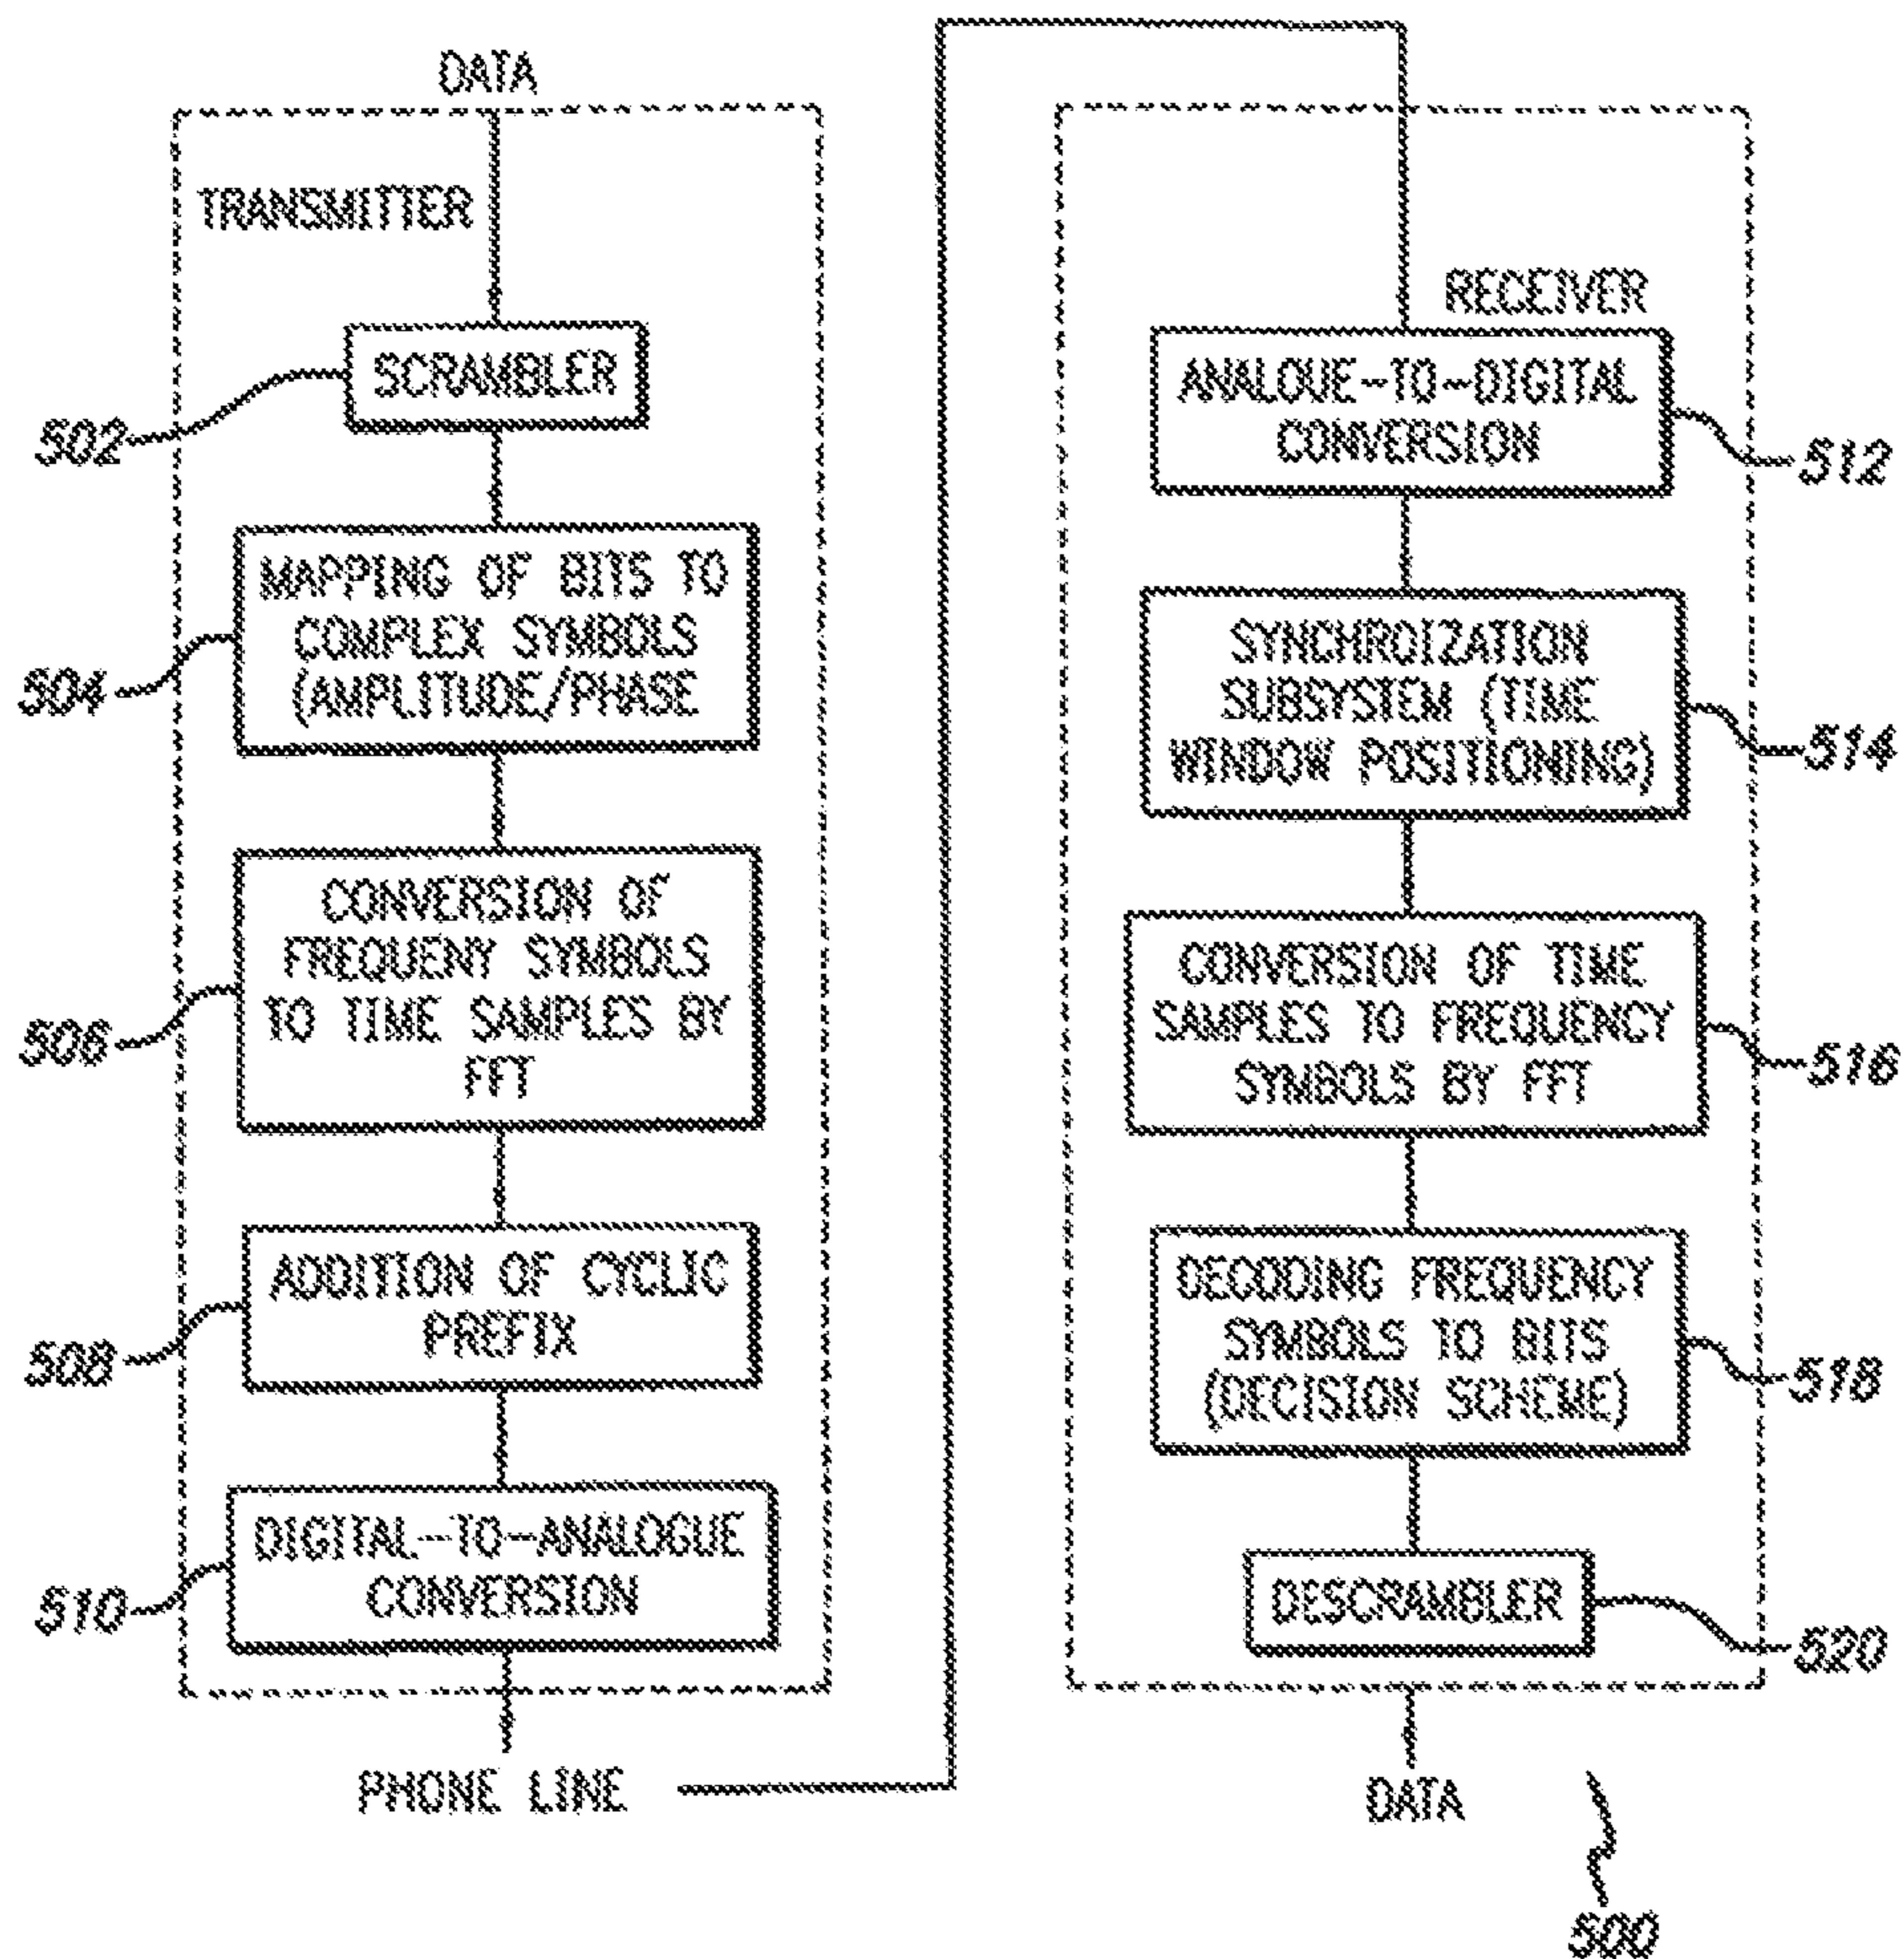 DATA
TRANSMITTER
SCRAMBLER
502
MAPPING OF BITS TO
COMPLEX SYMBOLS
(AMPLITUDE/PHASE
504
CONVERSION OF
FREQUENY SYMBOLS
TO TIME SAMPLES BY
FFT
506
ADDITION OF CYCLIC
PREFIX
508
DIGITAL-TO-ANALOGUE
CONVERSION
510
PHONE LINE
RECEIVER
ANALOUE-TO-DIGITAL
CONVERSION
512
SYNCHROIZATION
SUBSYSTEM (TIME
WINDOW POSITIONING)
514
CONVERSION OF TIME
SAMPLES TO FREQUENCY
SYMBOLS BY FFT
516
DECODING FREQUENCY
SYMBOLS TO BITS
(DECISION SCHEME)
518
DESCRAMBLER
520
DATA
500